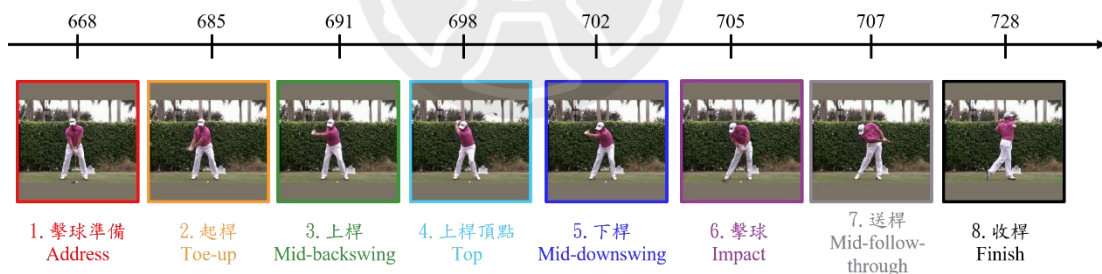 668 685 691 698 702 705 707 728
1. 擊球準備
Address
2. 起桿
Toe-up
3. 上桿
Mid-backswing
4. 上桿頂點
Top
5. 下桿
Mid-downswing
6. 擊球
Impact
7. 送桿
Mid-follow-
through
8. 收桿
Finish